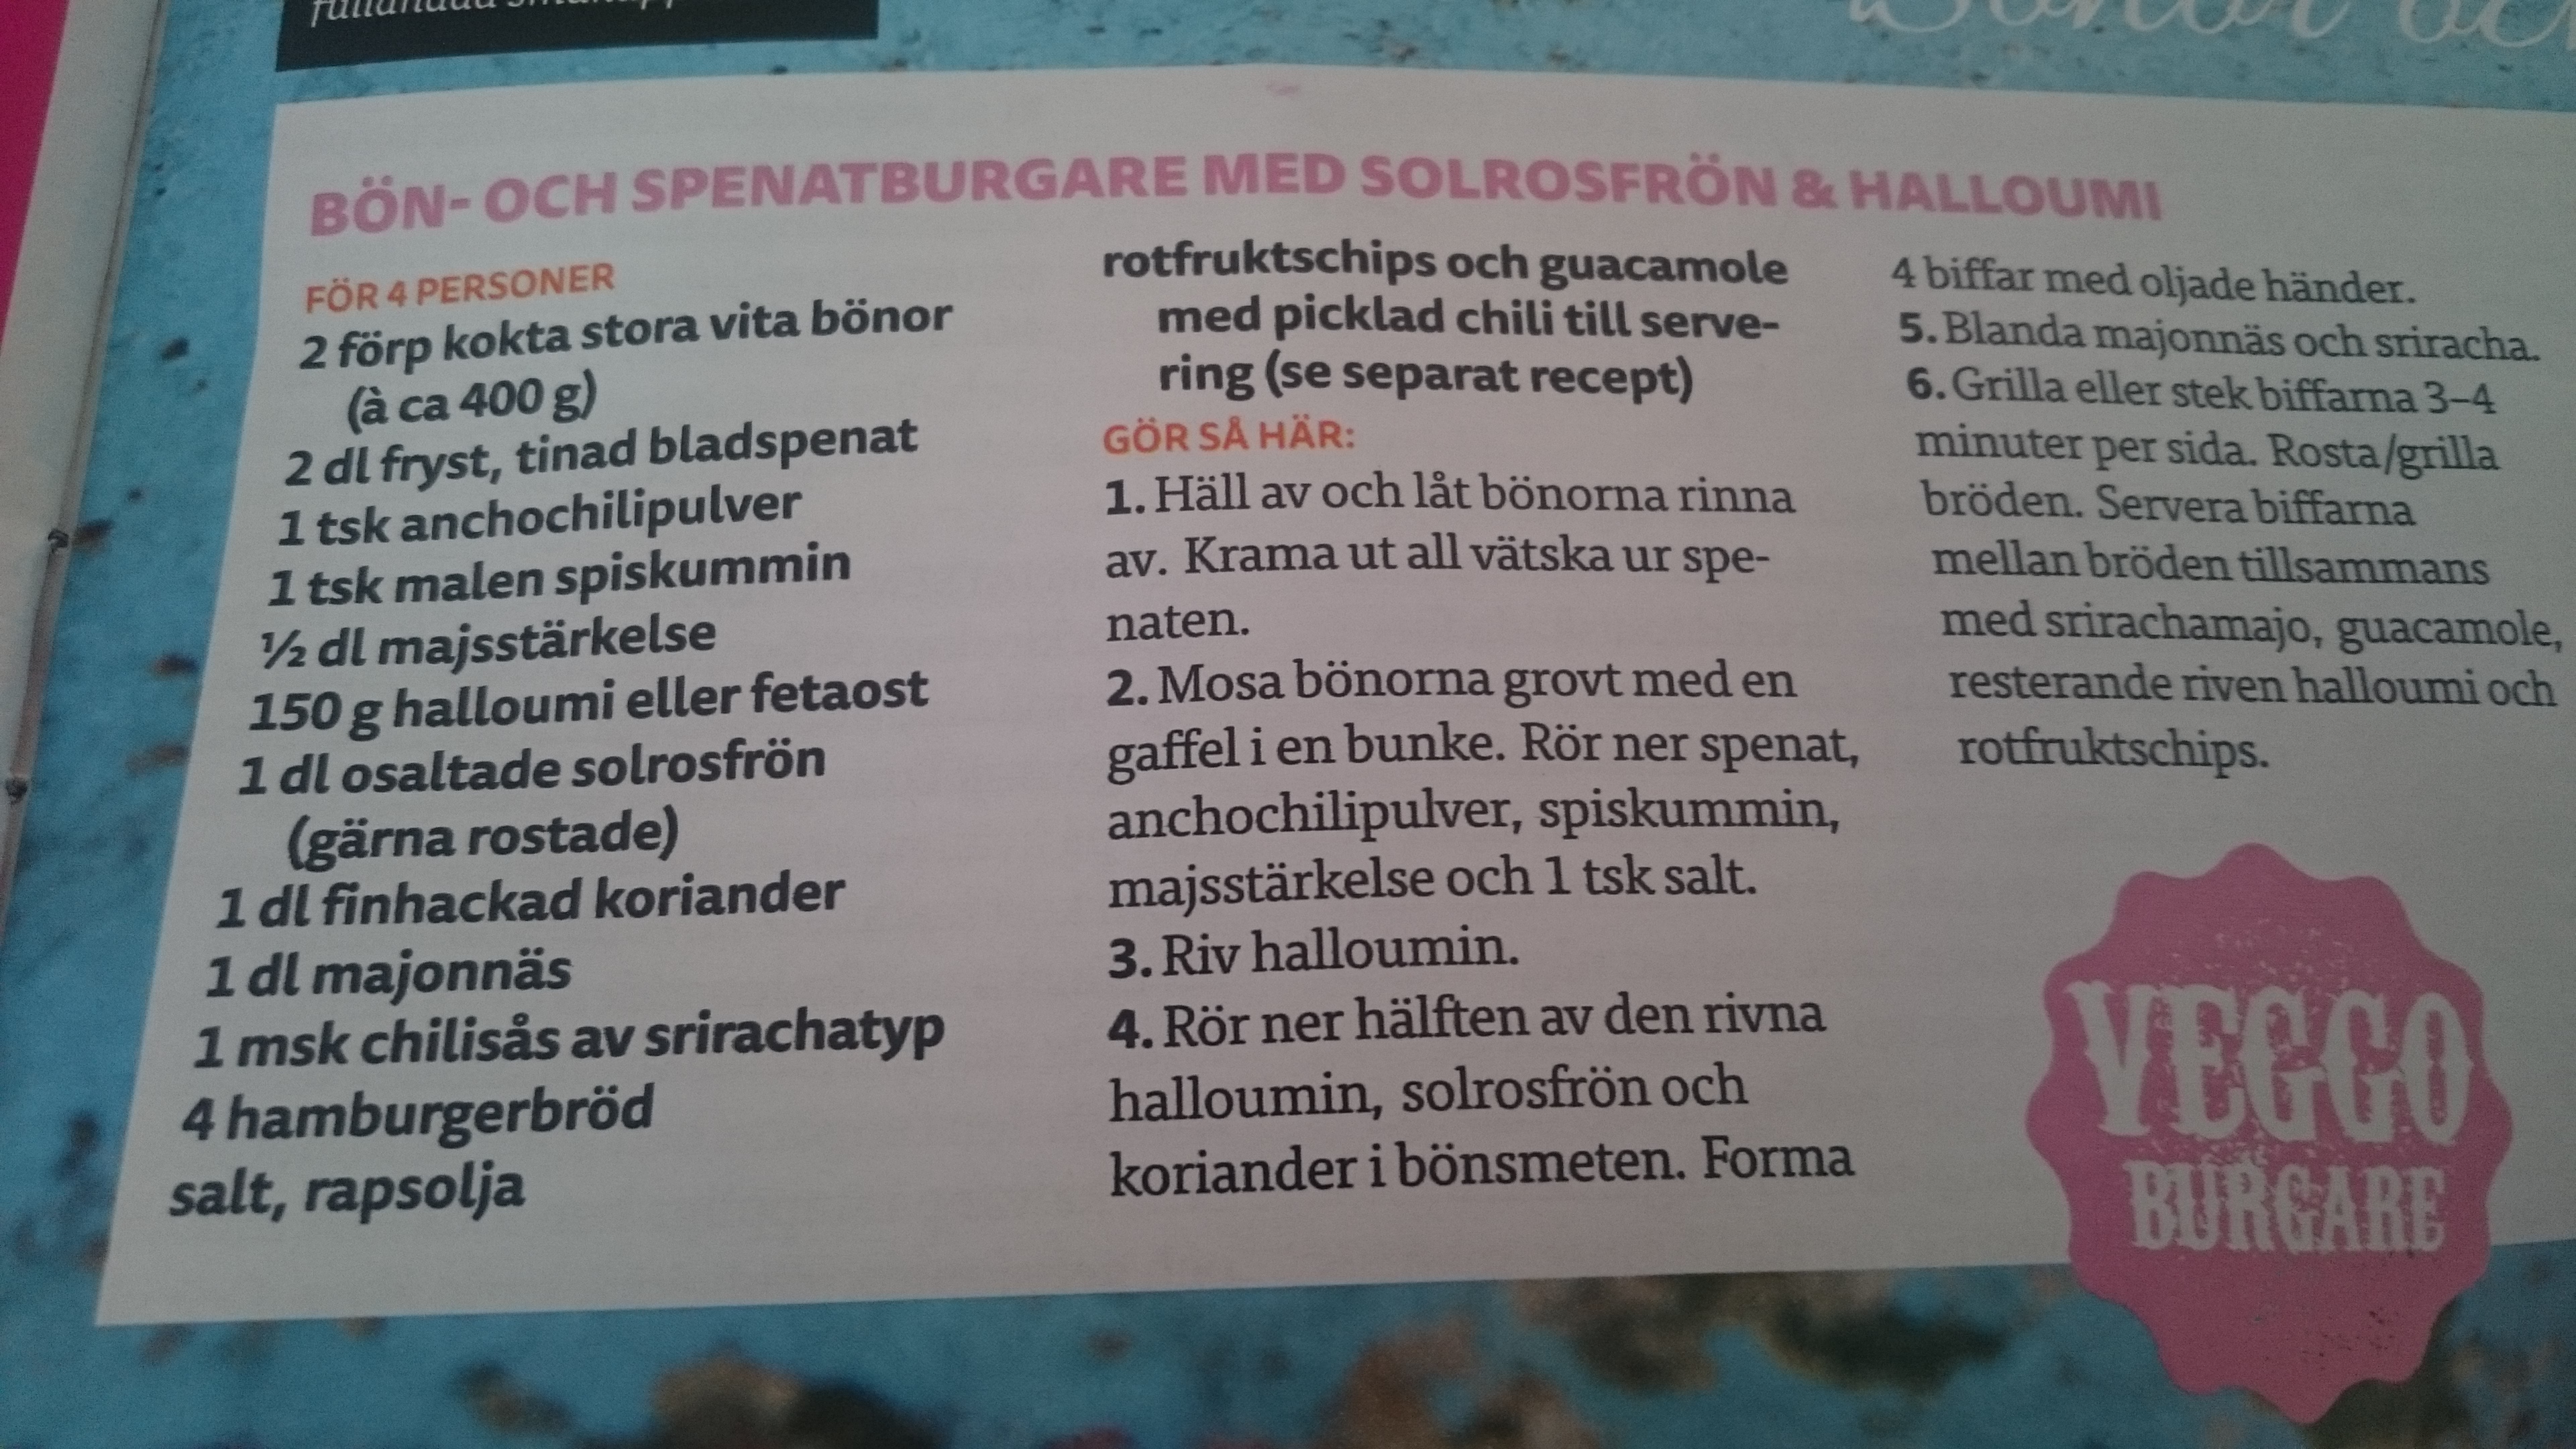 BÖN- OCH SPENATBURGARE MED SOLROSFRÖN & HALLOUMI
FÖR 4 PERSONER
2 förp kokta stora vita bönor
(à ca 400 g)
2 dl fryst, tinad bladspenat
1 tsk anchochilipulver
1 tsk malen spiskummin
½ dl majsstärkelse
150 g halloumi eller fetaost
1 dl osaltade solrosfrön
(gärna rostade)
1 dl finhackad koriander
1 dl majonnäs
1 msk chilisås av srirachatyp
4 hamburgerbröd
salt, rapsolja
rotfruktschips och guacamole
med picklad chili till serve-
ring (se separat recept)
GÖR SÅ HÄR:
1. Häll av och låt bönorna rinna
av. Krama ut all vätska ur spe-
naten.
2. Mosa bönorna grovt med en
gaffel i en bunke. Rör ner spenat,
anchochilipulver, spiskummin,
majsstärkelse och 1 tsk salt.
3. Riv halloumin.
4. Rör ner hälften av den rivna
halloumin, solrosfrön och
koriander i bönsmeten. Forma
4 biffar med oljade händer.
5. Blanda majonnäs och sriracha.
6. Grilla eller stek biffarna 3–4
minuter per sida. Rosta/grilla
bröden. Servera biffarna
mellan bröden tillsammans
med srirachamajo, guacamole,
resterande riven halloumi och
rotfruktschips.
VEGGO
BURGARE